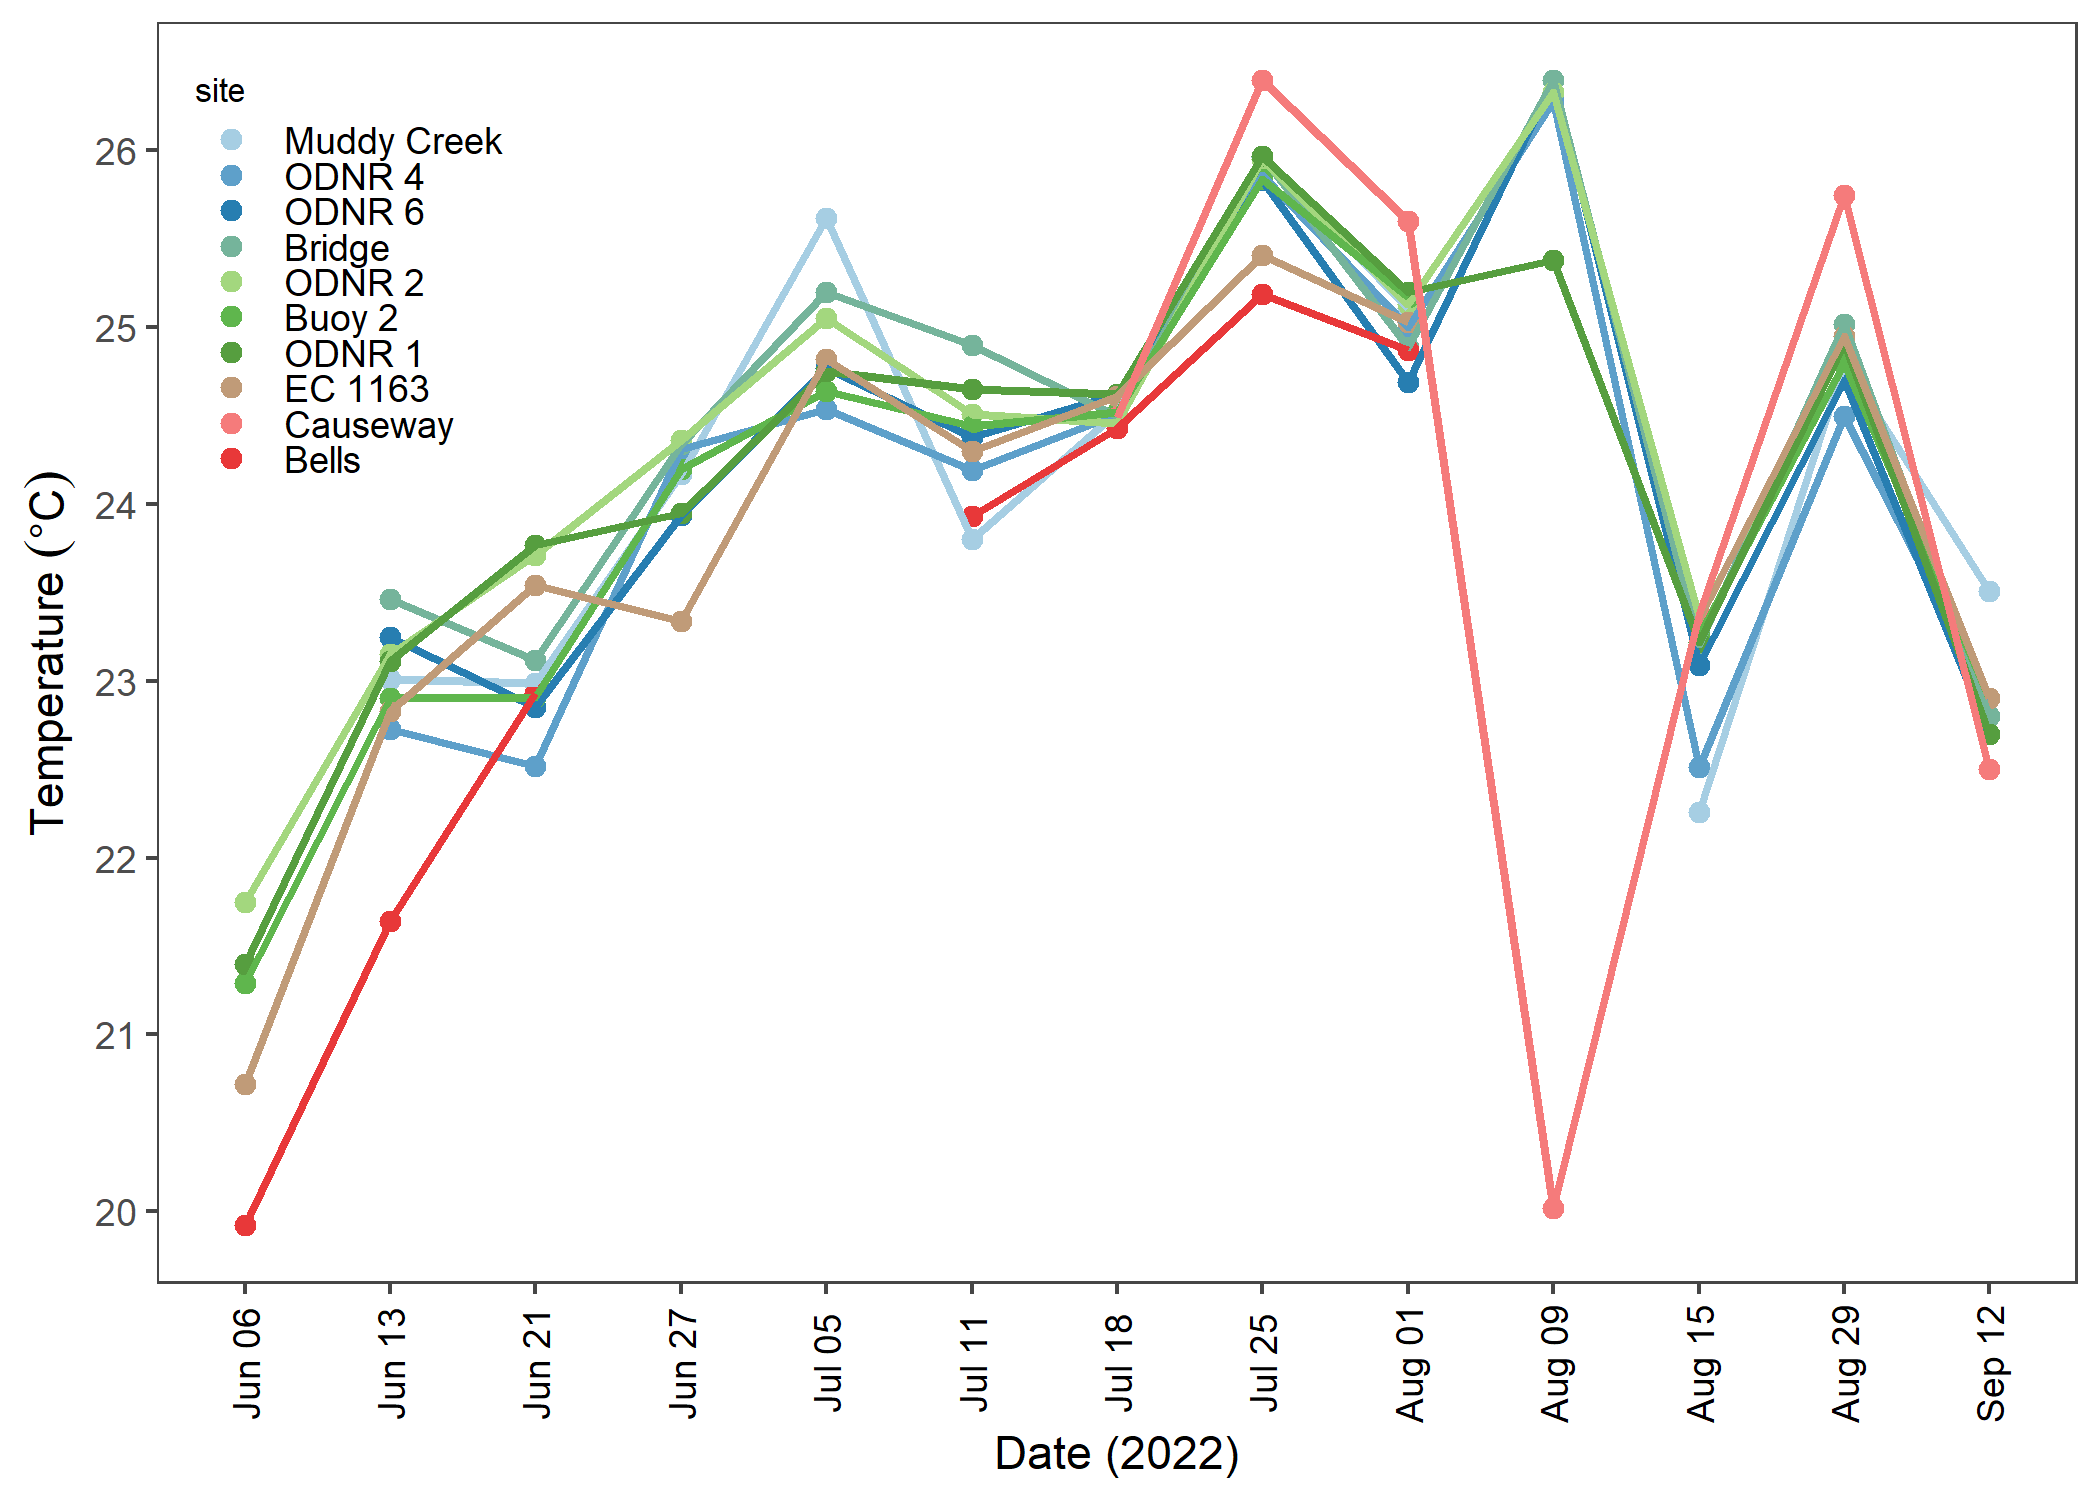 site
Muddy Creek
ODNR 4
ODNR 6
Bridge
ODNR 2
Buoy 2
ODNR 1
EC 1163
Causeway
Bells
Temperature (°C)
26
25
24
23
22
21
20
Jun 06
Jun 13
Jun 21
Jun 27
Jul 05
Jul 11
Jul 18
Jul 25
Aug 01
Aug 09
Aug 15
Aug 29
Sep 12
Date (2022)